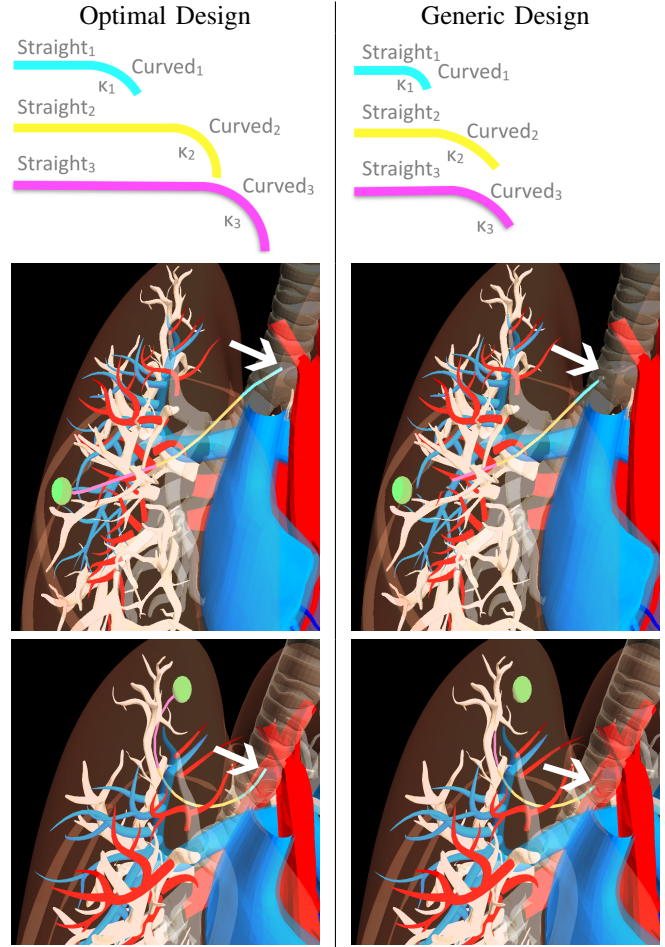 Optimal Design
Straight₁
Curved₁
κ₁
Straight₂
Curved₂
κ₂
Straight₃
Curved₃
κ₃
Generic Design
Straight₁
Curved₁
κ₁
Straight₂
Curved₂
κ₂
Straight₃
Curved₃
κ₃